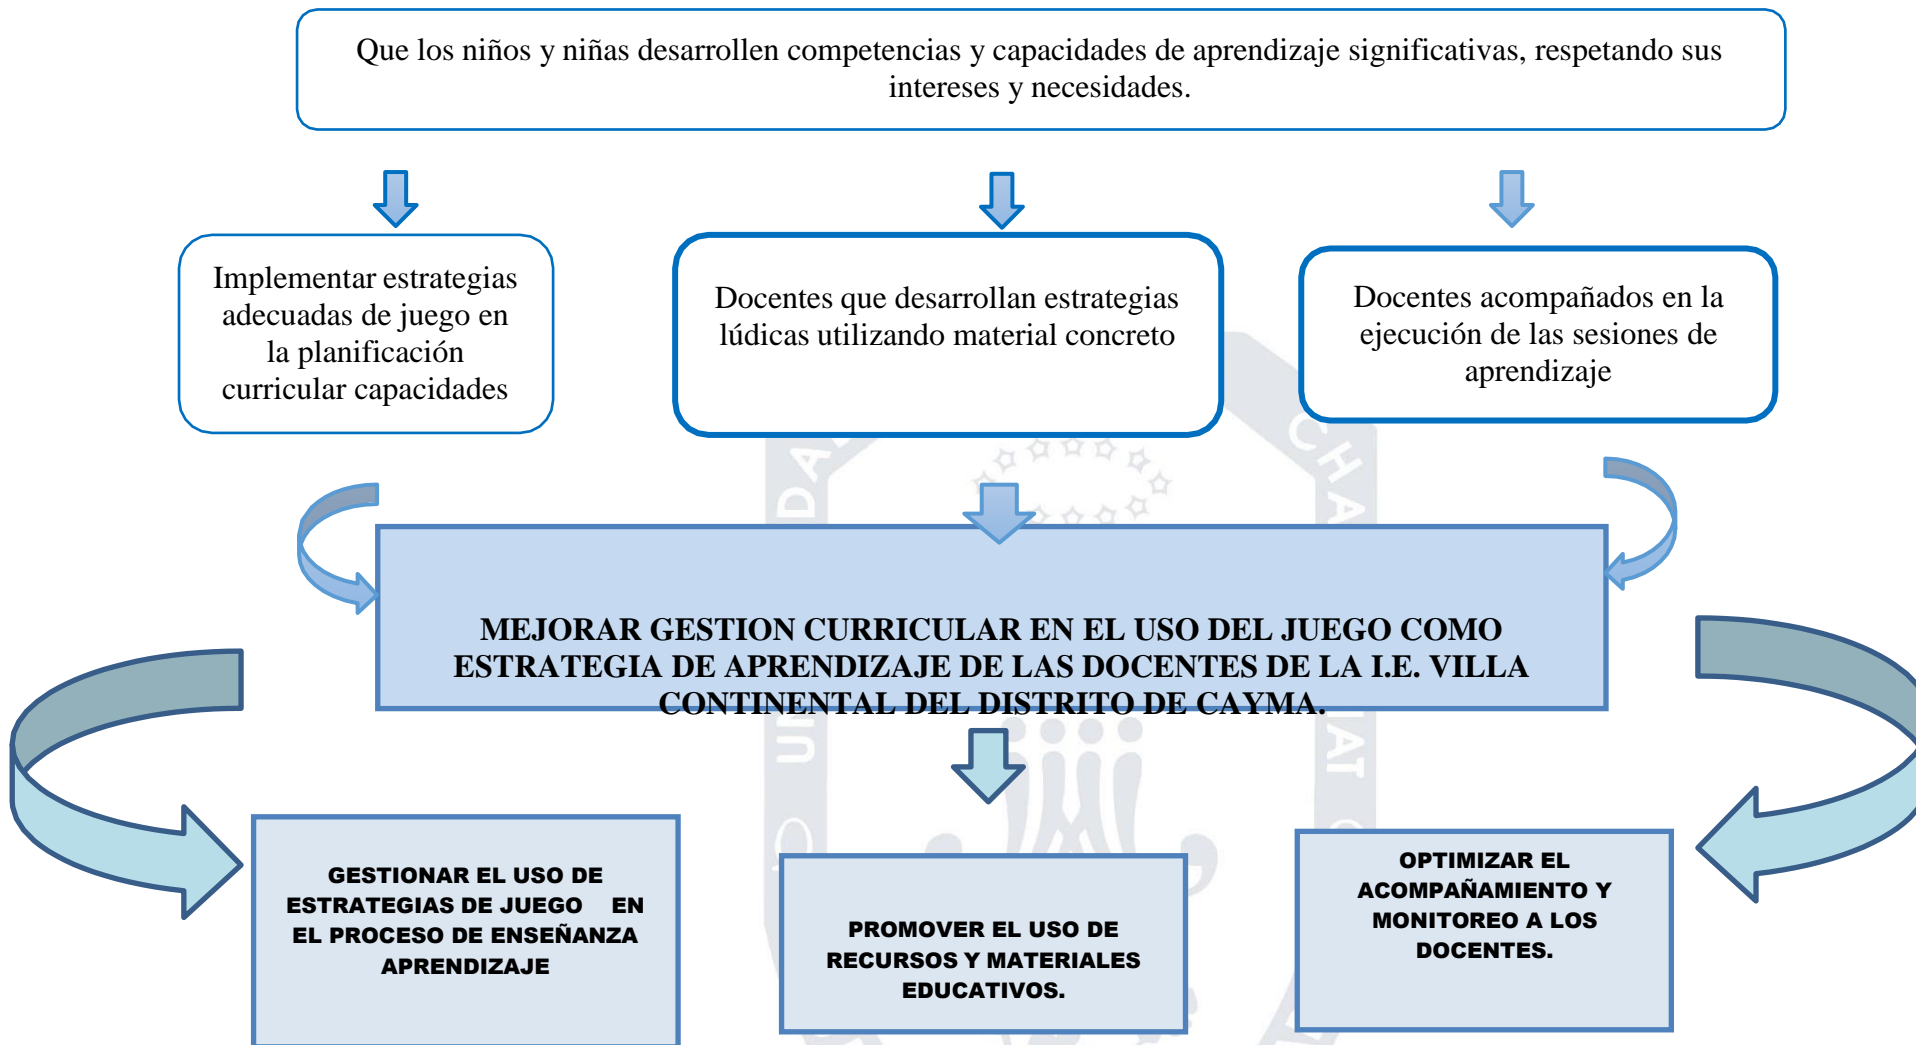 Que los niños y niñas desarrollen competencias y capacidades de aprendizaje significativas, respetando sus
intereses y necesidades.
Implementar estrategias
adecuadas de juego en
la planificación
curricular capacidades
Docentes que desarrollan estrategias
lúdicas utilizando material concreto
Docentes acompañados en la
ejecución de las sesiones de
aprendizaje
MEJORAR GESTION CURRICULAR EN EL USO DEL JUEGO COMO
ESTRATEGIA DE APRENDIZAJE DE LAS DOCENTES DE LA I.E. VILLA
CONTINENTAL DEL DISTRITO DE CAYMA.
GESTIONAR EL USO DE
ESTRATEGIAS DE JUEGO EN
EL PROCESO DE ENSEÑANZA
APRENDIZAJE
PROMOVER EL USO DE
RECURSOS Y MATERIALES
EDUCATIVOS.
OPTIMIZAR EL
ACOMPAÑAMIENTO Y
MONITOREO A LOS
DOCENTES.